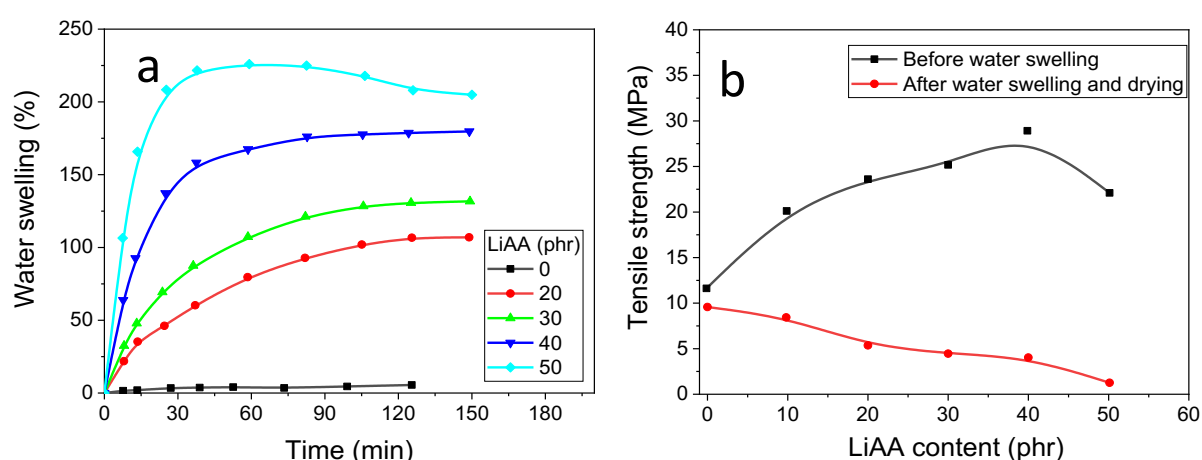 a
Water swelling (%)
250
200
150
100
50
0
0 30 60 90 120 150 180
Time (min)
LiAA (phr)
0
20
30
40
50
b
Tensile strength (MPa)
40
35
30
25
20
15
10
5
0
0 10 20 30 40 50 60
LiAA content (phr)
Before water swelling
After water swelling and drying